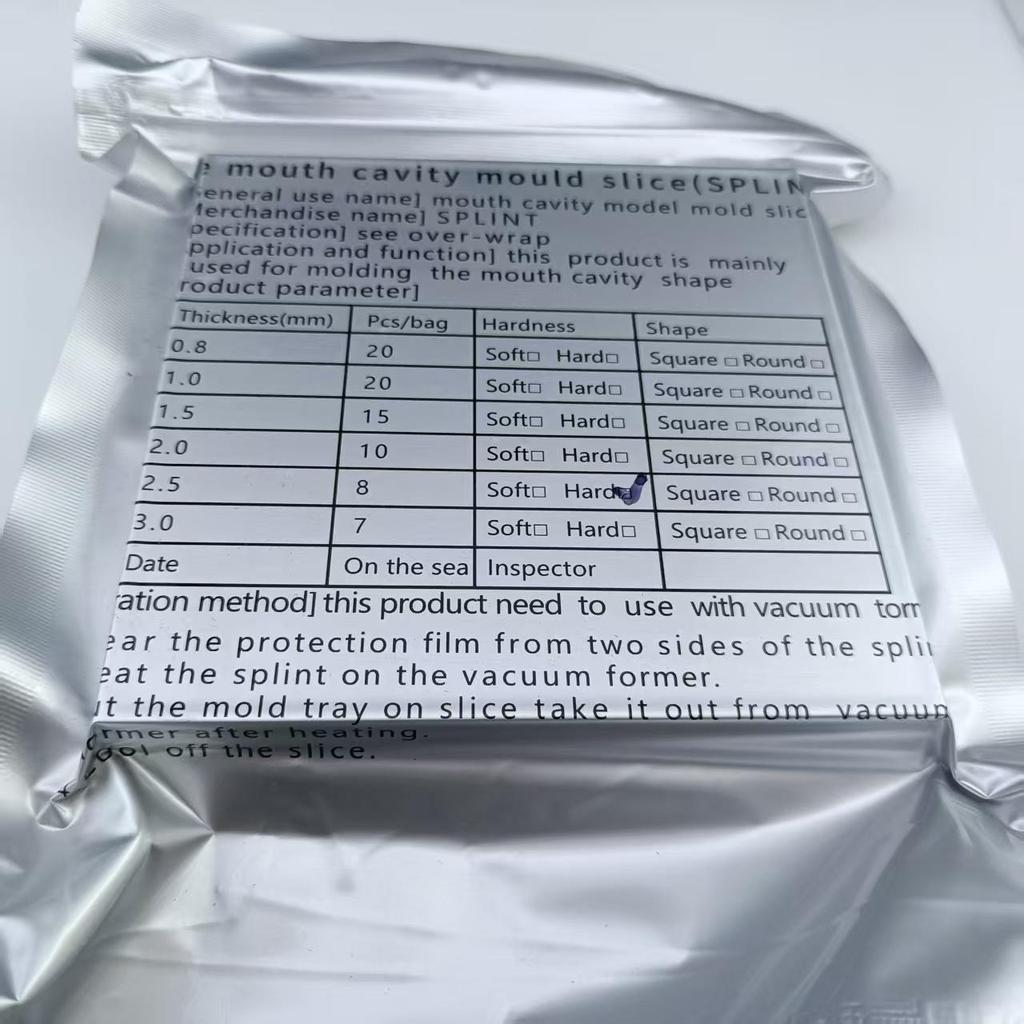 mouth cavity mould slice(SPLIN
eneral use name] mouth cavity model mold slic
erchandise name] SPLINT
pecification] see over-wrap
pplication and function] this product is mainly
used for molding the mouth cavity shape
roduct parameter]
Thickness(mm) Pcs/bag Hardness Shape
0.8 20 Soft□ Hard□ Square □ Round □
1.0 20 Soft□ Hard□ Square □ Round □
1.5 15 Soft□ Hard□ Square □ Round □
2.0 10 Soft□ Hard□ Square □ Round □
2.5 8 Soft□ Hard☑ Square □ Round □
3.0 7 Soft□ Hard□ Square □ Round □
Date On the sea Inspector
ation method] this product need to use with vacuum
ear the protection film from two sides of the splin
eat the splint on the vacuum former.
ut the mold tray on slice take it out from vacuum
ormer after heating.
Cool off the slice.